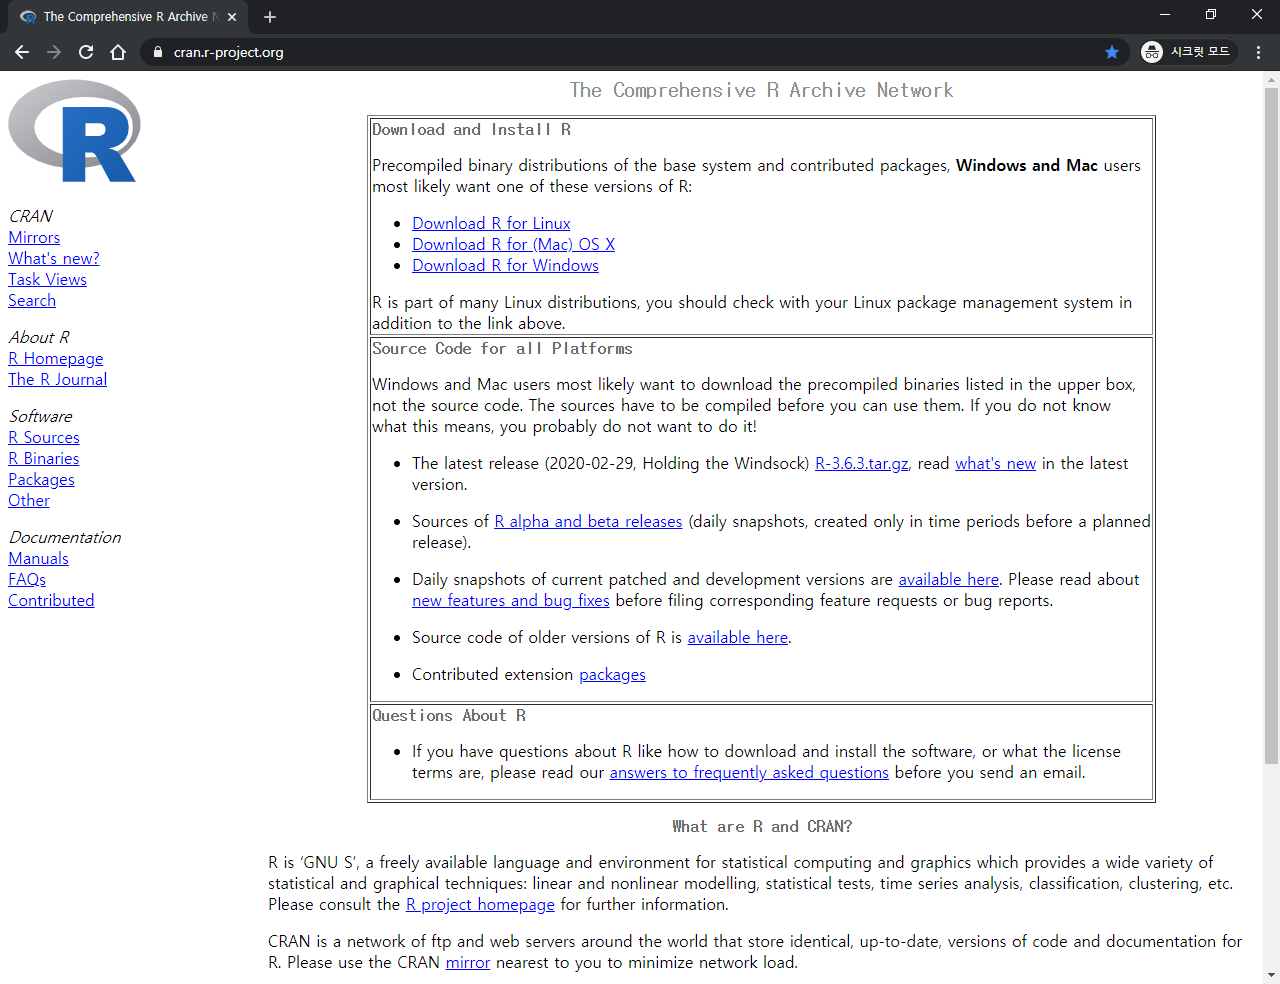 The Comprehensive R Archive N
cran.r-project.org
시크릿 모드
R
CRAN
Mirrors
What's new?
Task Views
Search
About R
R Homepage
The R Journal
Software
R Sources
R Binaries
Packages
Other
Documentation
Manuals
FAQs
Contributed
The Comprehensive R Archive Network
Download and Install R
Precompiled binary distributions of the base system and contributed packages, Windows and Mac users
most likely want one of these versions of R:
Download R for Linux
Download R for (Mac) OS X
Download R for Windows
R is part of many Linux distributions, you should check with your Linux package management system in
addition to the link above.
Source Code for all Platforms
Windows and Mac users most likely want to download the precompiled binaries listed in the upper box,
not the source code. The sources have to be compiled before you can use them. If you do not know
what this means, you probably do not want to do it!
The latest release (2020-02-29, Holding the Windsock) R-3.6.3.tar.gz, read what's new in the latest
version.
Sources of R alpha and beta releases (daily snapshots, created only in time periods before a planned
release).
Daily snapshots of current patched and development versions are available here. Please read about
new features and bug fixes before filing corresponding feature requests or bug reports.
Source code of older versions of R is available here.
Contributed extension packages
Questions About R
If you have questions about R like how to download and install the software, or what the license
terms are, please read our answers to frequently asked questions before you send an email.
What are R and CRAN?
R is ‘GNU S’, a freely available language and environment for statistical computing and graphics which provides a wide variety of
statistical and graphical techniques: linear and nonlinear modelling, statistical tests, time series analysis, classification, clustering, etc.
Please consult the R project homepage for further information.
CRAN is a network of ftp and web servers around the world that store identical, up-to-date, versions of code and documentation for
R. Please use the CRAN mirror nearest to you to minimize network load.